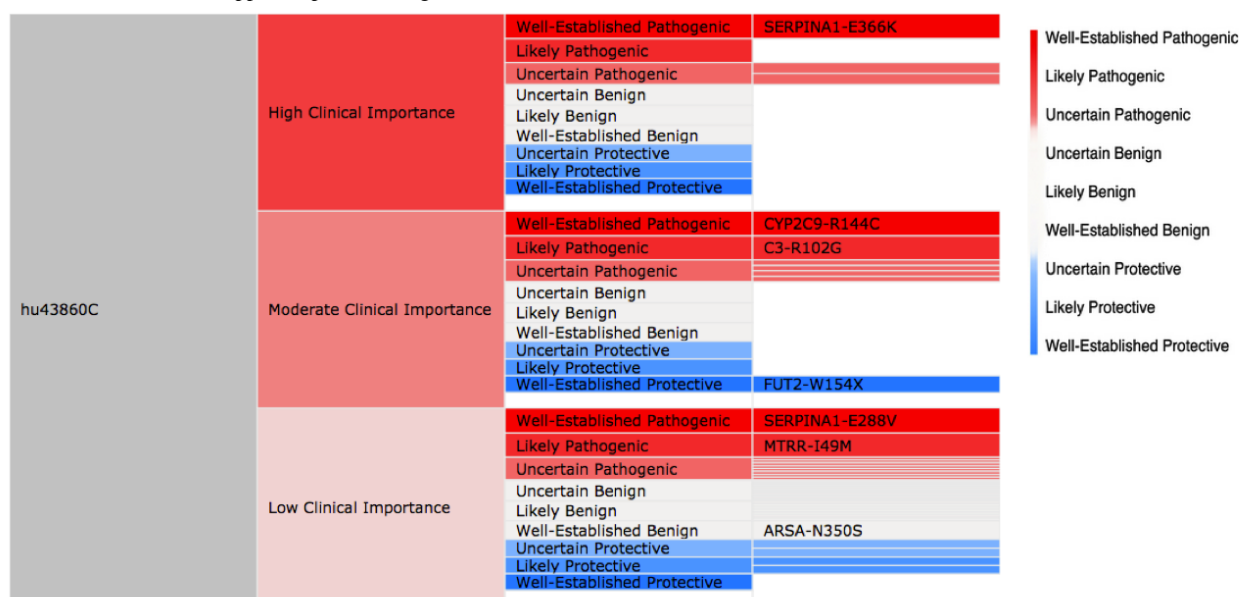 hu43860C
High Clinical Importance
Well-Established Pathogenic SERPINA1-E366K
Likely Pathogenic
Uncertain Pathogenic
Uncertain Benign
Likely Benign
Well-Established Benign
Uncertain Protective
Likely Protective
Well-Established Protective
Moderate Clinical Importance
Well-Established Pathogenic CYP2C9-R144C
Likely Pathogenic C3-R102G
Uncertain Pathogenic
Uncertain Benign
Likely Benign
Well-Established Benign
Uncertain Protective
Likely Protective
Well-Established Protective FUT2-W154X
Low Clinical Importance
Well-Established Pathogenic SERPINA1-E288V
Likely Pathogenic MTRR-I49M
Uncertain Pathogenic
Uncertain Benign
Likely Benign
Well-Established Benign ARSA-N350S
Uncertain Protective
Likely Protective
Well-Established Protective
Well-Established Pathogenic
Likely Pathogenic
Uncertain Pathogenic
Uncertain Benign
Likely Benign
Well-Established Benign
Uncertain Protective
Likely Protective
Well-Established Protective